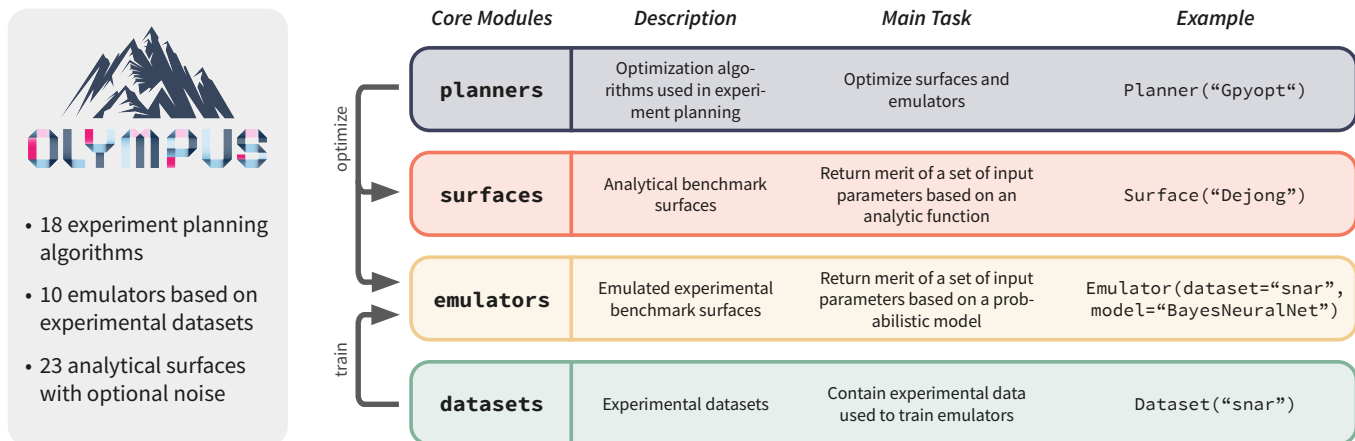 OLYMPUS
• 18 experiment planning
algorithms
• 10 emulators based on
experimental datasets
• 23 analytical surfaces
with optional noise
optimize
train
Core Modules
Description
Main Task
Example
planners
Optimization algo-
rithms used in experi-
ment planning
Optimize surfaces and
emulators
Planner(“Gpyopt“)
surfaces
Analytical benchmark
surfaces
Return merit of a set of input
parameters based on an
analytic function
Surface(“Dejong“)
emulators
Emulated experimental
benchmark surfaces
Return merit of a set of input
parameters based on a prob-
abilistic model
Emulator(dataset=“snar“,
model=“BayesNeuralNet“)
datasets
Experimental datasets
Contain experimental data
used to train emulators
Dataset(“snar“)